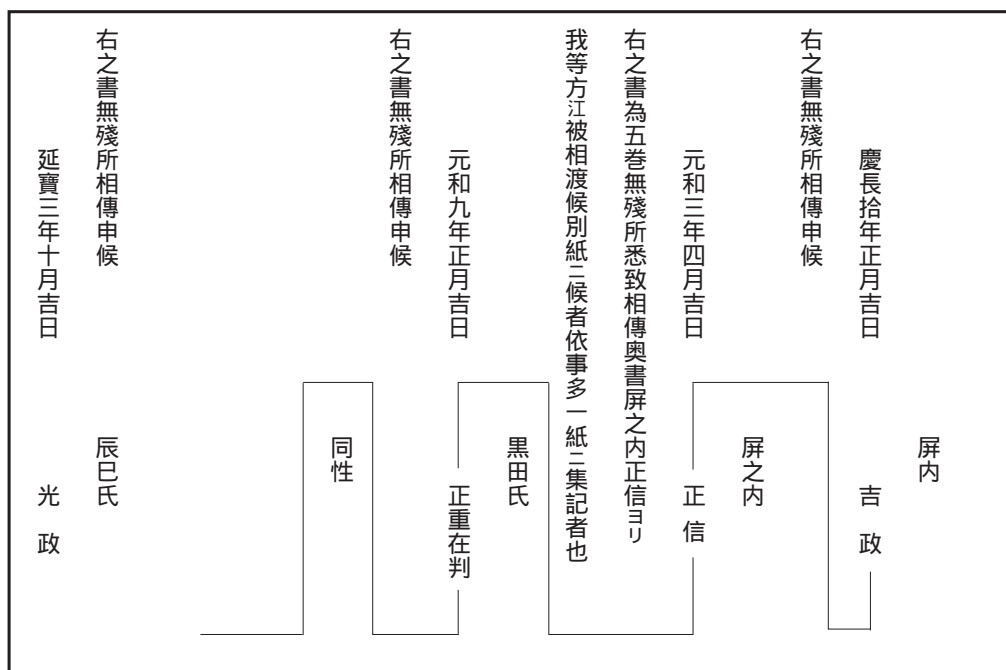 屏内
慶長拾年正月吉日　吉　政
右之書無殘所相傳申候
屏之内
元和三年四月吉日　正　信
右之書為五巻無殘所悉致相傳奥書屏之内正信ヨリ
我等方江被相渡候別紙ニ候者依事多一紙ニ集記者也
黒田氏
元和九年正月吉日　正重在判
右之書無殘所相傳申候
同性
右之書無殘所相傳申候　辰巳氏
延寶三年十月吉日　光　政